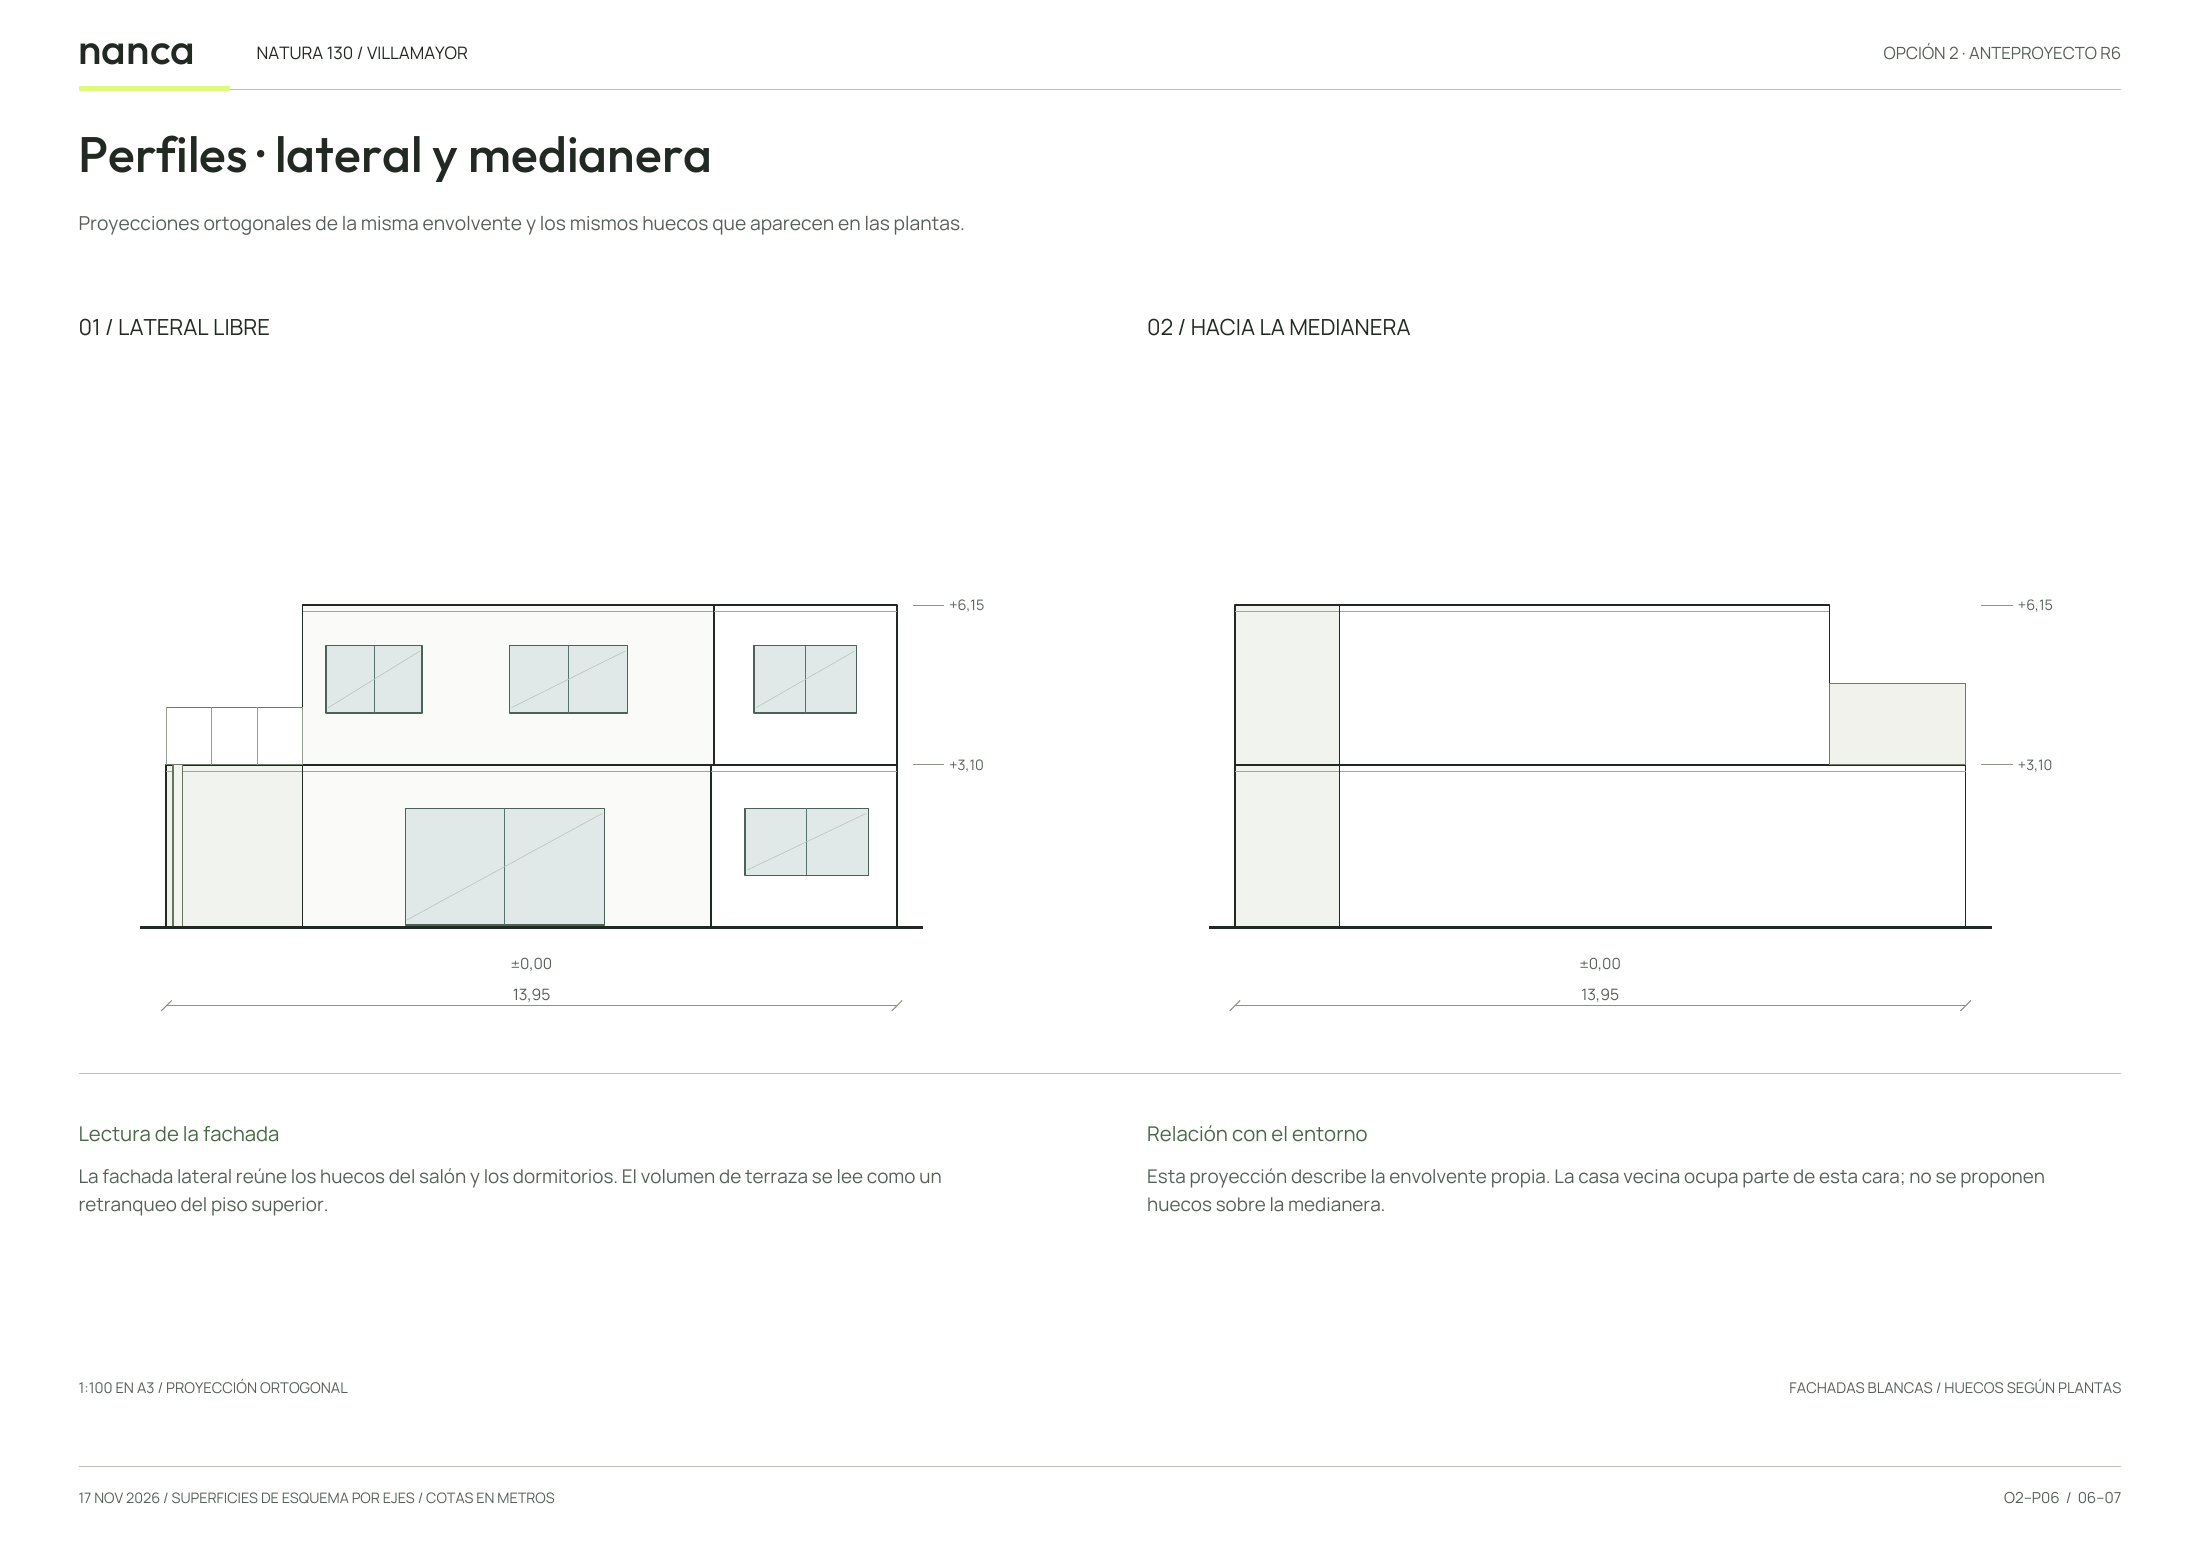 nanca
NATURA 130 / VILLAMAYOR
OPCIÓN 2 · ANTEPROYECTO R6
Perfiles · lateral y medianera
Proyecciones ortogonales de la misma envolvente y los mismos huecos que aparecen en las plantas.
01 / LATERAL LIBRE
+6,15
+3,10
±0,00
13,95
02 / HACIA LA MEDIANERA
+6,15
+3,10
±0,00
13,95
Lectura de la fachada
La fachada lateral reúne los huecos del salón y los dormitorios. El volumen de terraza se lee como un
retranqueo del piso superior.
Relación con el entorno
Esta proyección describe la envolvente propia. La casa vecina ocupa parte de esta cara; no se proponen
huecos sobre la medianera.
1:100 EN A3 / PROYECCIÓN ORTOGONAL
FACHADAS BLANCAS / HUECOS SEGÚN PLANTAS
17 NOV 2026 / SUPERFICIES DE ESQUEMA POR EJES / COTAS EN METROS
O2-P06 / 06-07